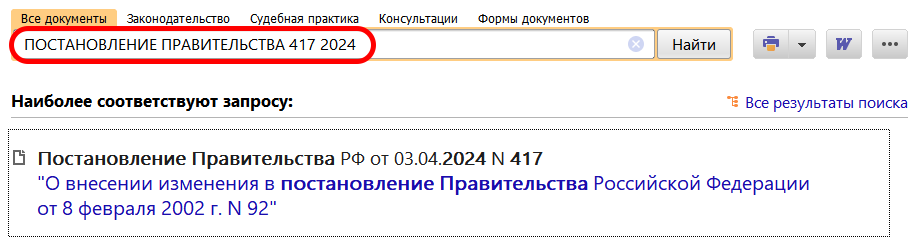 Все документы Законодательство Судебная практика Консультации Формы документов
ПОСТАНОВЛЕНИЕ ПРАВИТЕЛЬСТВА 417 2024 Найти W
Наиболее соответствуют запросу: Все результаты поиска
Постановление Правительства РФ от 03.04.2024 N 417
"О внесении изменения в постановление Правительства Российской Федерации
от 8 февраля 2002 г. N 92"